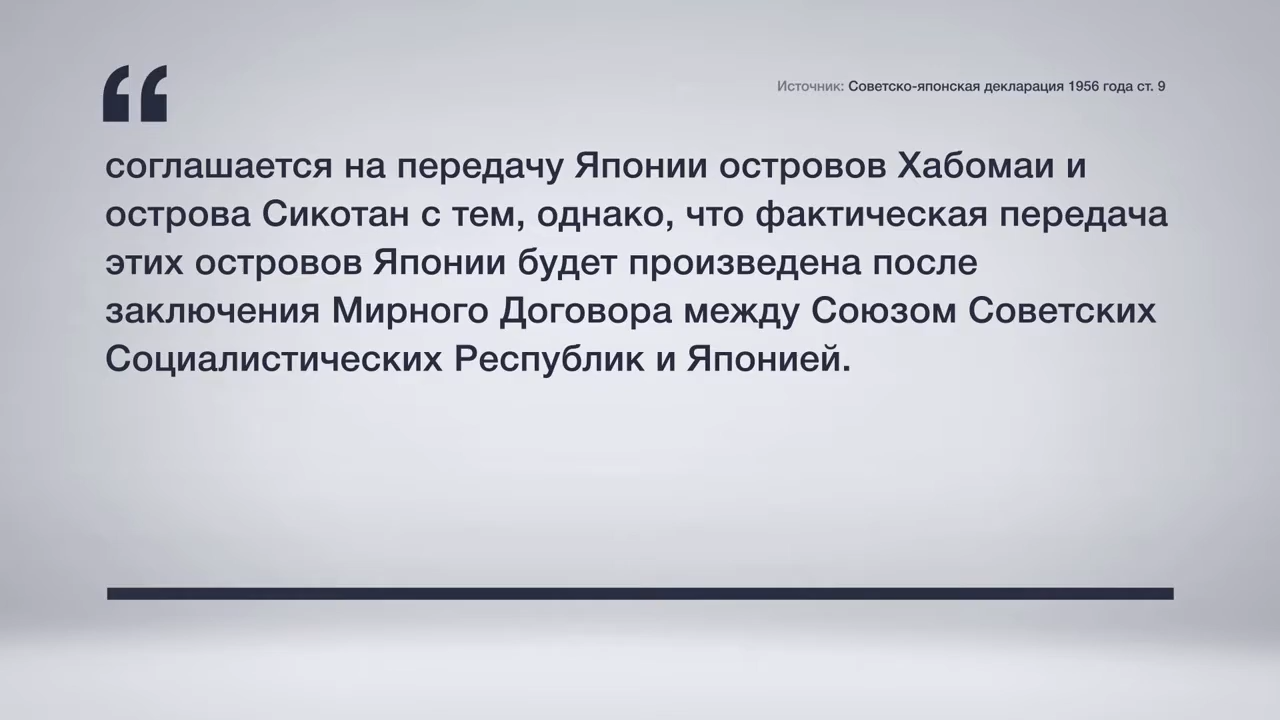 Источник: Советско-японская декларация 1956 года ст. 9
“
соглашается на передачу Японии островов Хабомаи и
острова Сикотан с тем, однако, что фактическая передача
этих островов Японии будет произведена после
заключения Мирного Договора между Союзом Советских
Социалистических Республик и Японией.